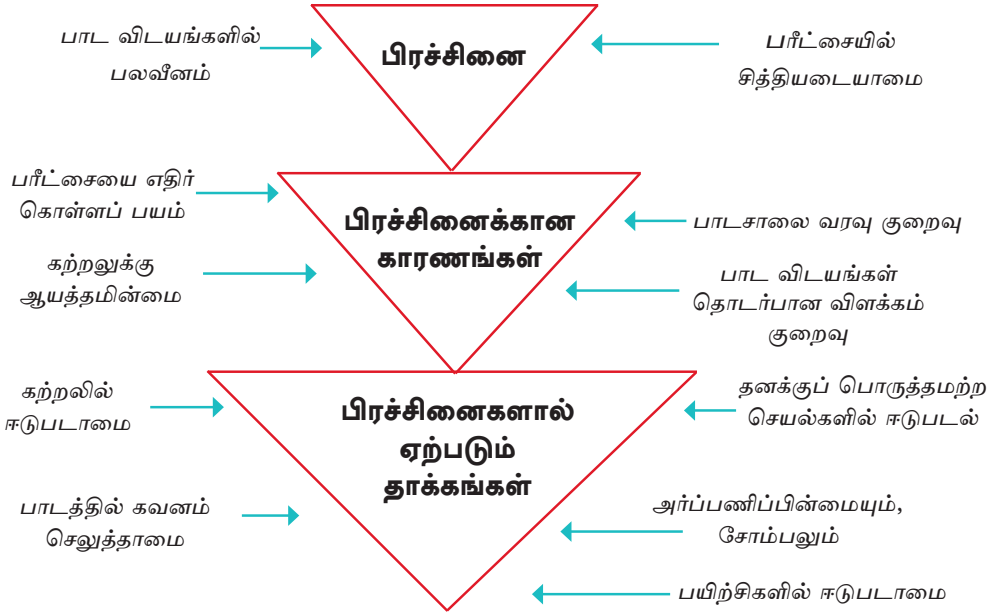 பாட விடயங்களில்
பலவீனம்
பிரச்சினை
பரீட்சையில்
சித்தியடையாமை
பரீட்சையை எதிர்
கொள்ளப் பயம்
கற்றலுக்கு
ஆயத்தமின்மை
பிரச்சினைக்கான
காரணங்கள்
பாடசாலை வரவு குறைவு
பாட விடயங்கள்
தொடர்பான விளக்கம்
குறைவு
கற்றலில்
ஈடுபடாமை
பாடத்தில் கவனம்
செலுத்தாமை
பிரச்சினைகளால்
ஏற்படும்
தாக்கங்கள்
தனக்குப் பொருத்தமற்ற
செயல்களில் ஈடுபடல்
அர்ப்பணிப்பின்மையும்,
சோம்பலும்
பயிற்சிகளில் ஈடுபடாமை